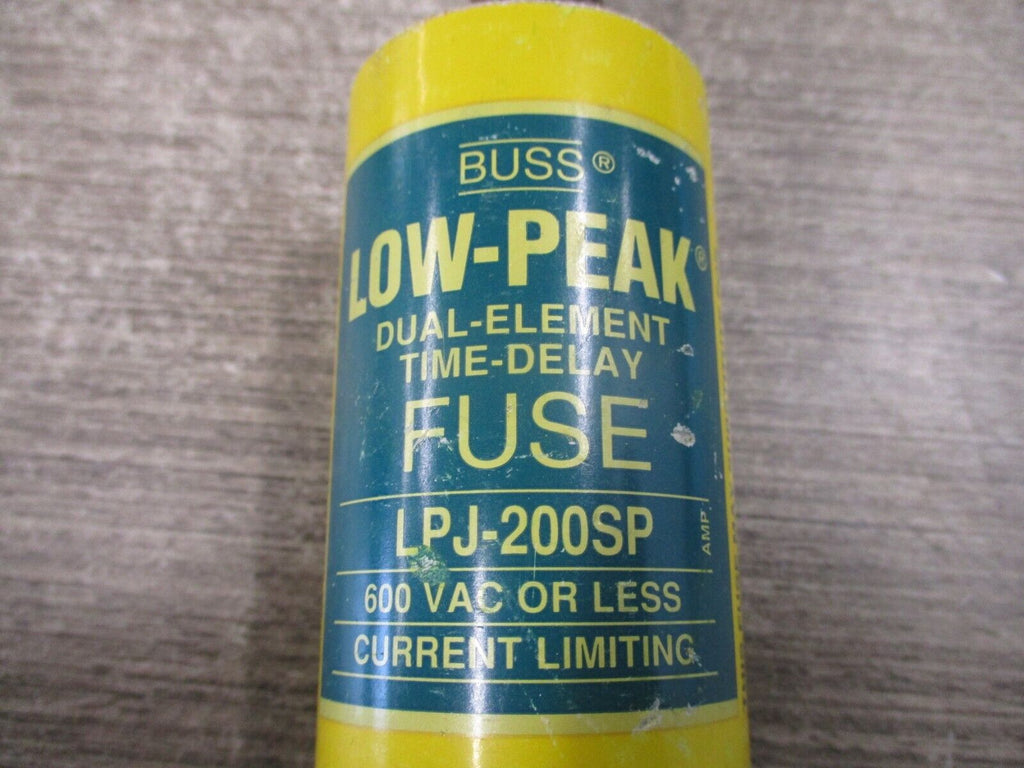 BUSS®
LOW-PEAK®
DUAL-ELEMENT
TIME-DELAY
FUSE
LPJ-200SP
AMP
600 VAC OR LESS
CURRENT LIMITING